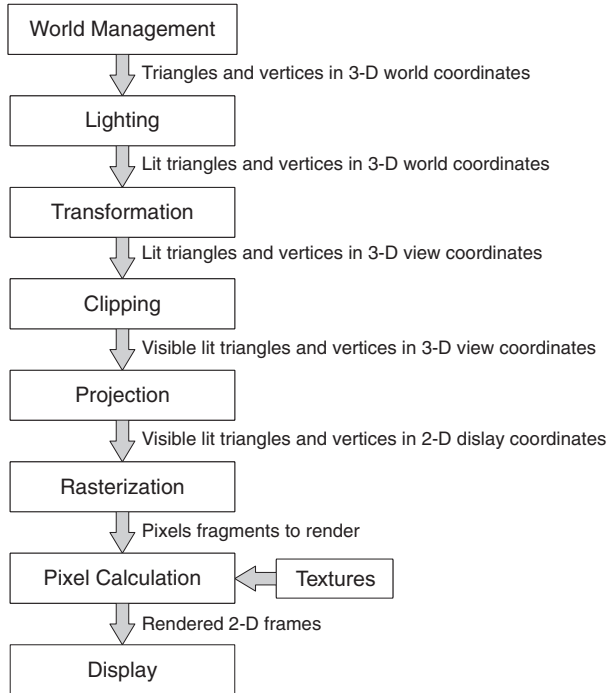 World Management
Triangles and vertices in 3-D world coordinates
Lighting
Lit triangles and vertices in 3-D world coordinates
Transformation
Lit triangles and vertices in 3-D view coordinates
Clipping
Visible lit triangles and vertices in 3-D view coordinates
Projection
Visible lit triangles and vertices in 2-D dislay coordinates
Rasterization
Pixels fragments to render
Pixel Calculation
Textures
Rendered 2-D frames
Display